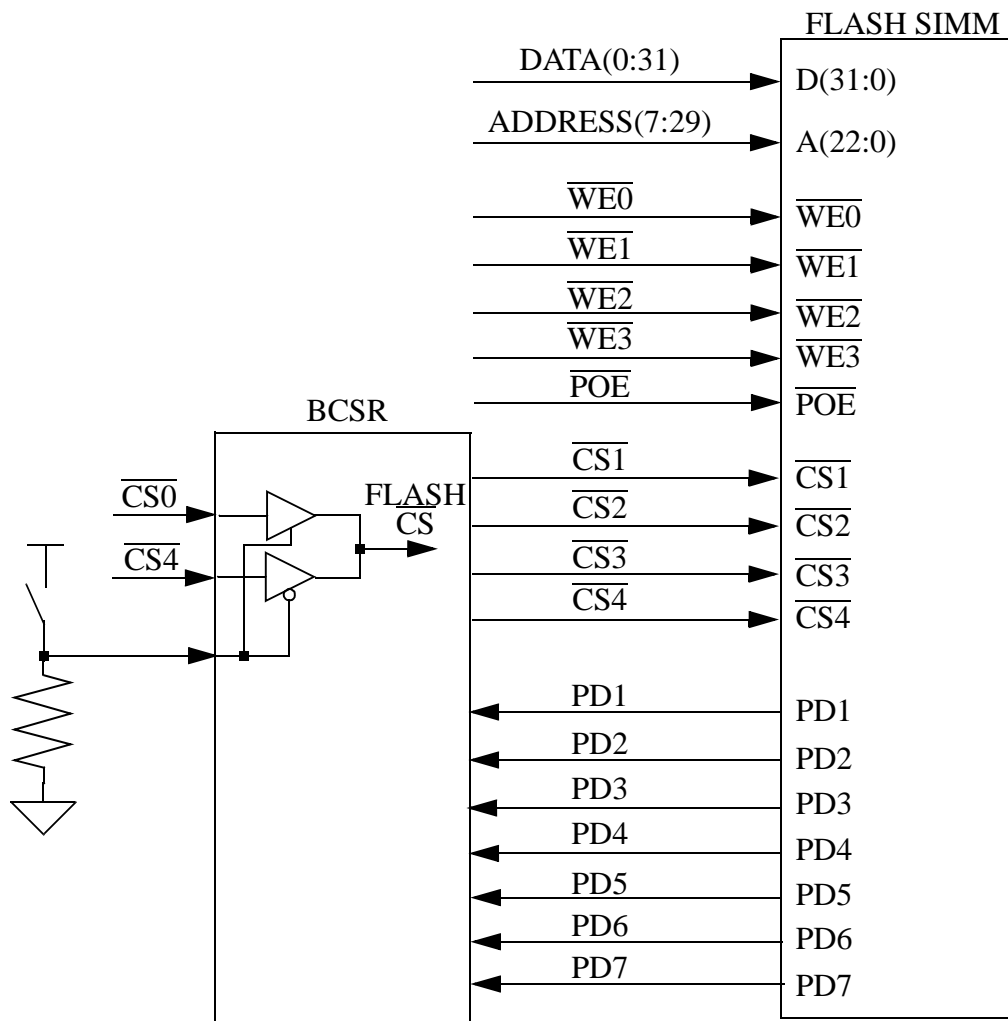 FLASH SIMM
DATA(0:31)
D(31:0)
ADDRESS(7:29)
A(22:0)
WE0
WE0
WE1
WE1
WE2
WE2
WE3
WE3
POE
POE
BCSR
CS1
CS1
CS0
FLASH
CS
CS2
CS2
CS4
CS3
CS3
CS4
CS4
PD1
PD1
PD2
PD2
PD3
PD3
PD4
PD4
PD5
PD5
PD6
PD6
PD7
PD7